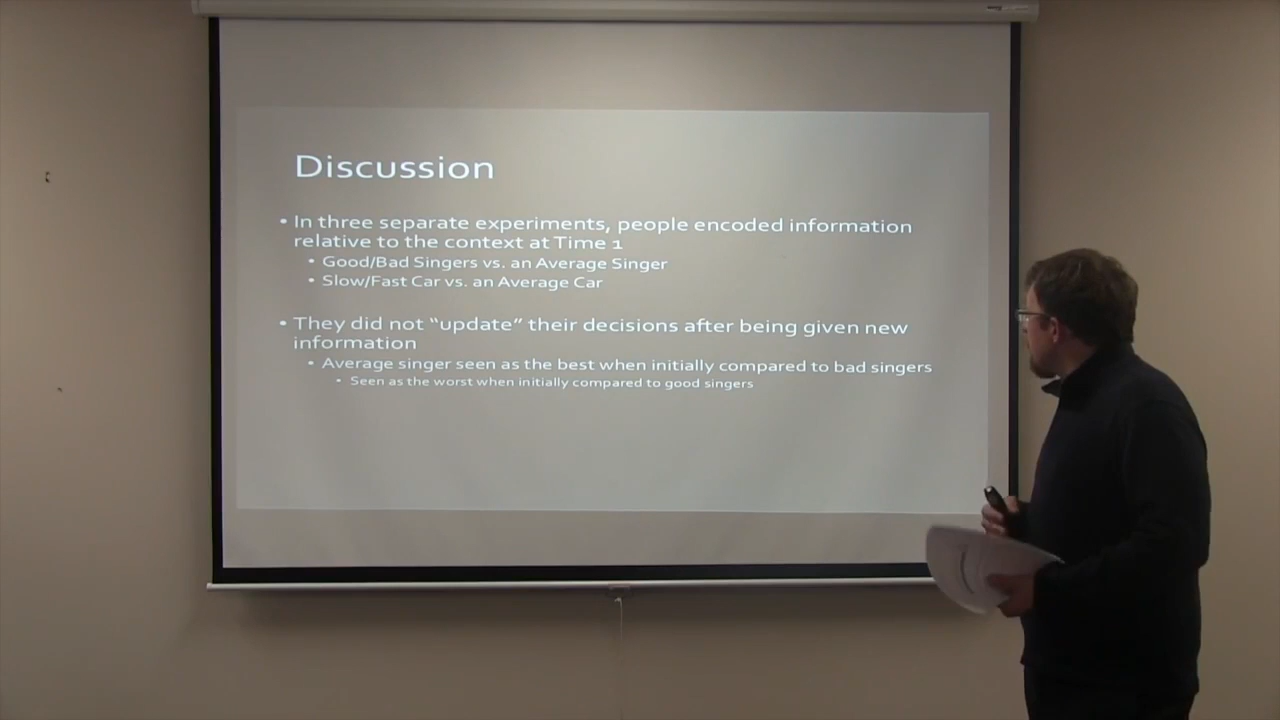 Discussion
• In three separate experiments, people encoded information
relative to the context at Time 1
• Good/Bad Singers vs. an Average Singer
• Slow/Fast Car vs. an Average Car
• They did not “update” their decisions after being given new
information
• Average singer seen as the best when initially compared to bad singers
• Seen as the worst when initially compared to good singers